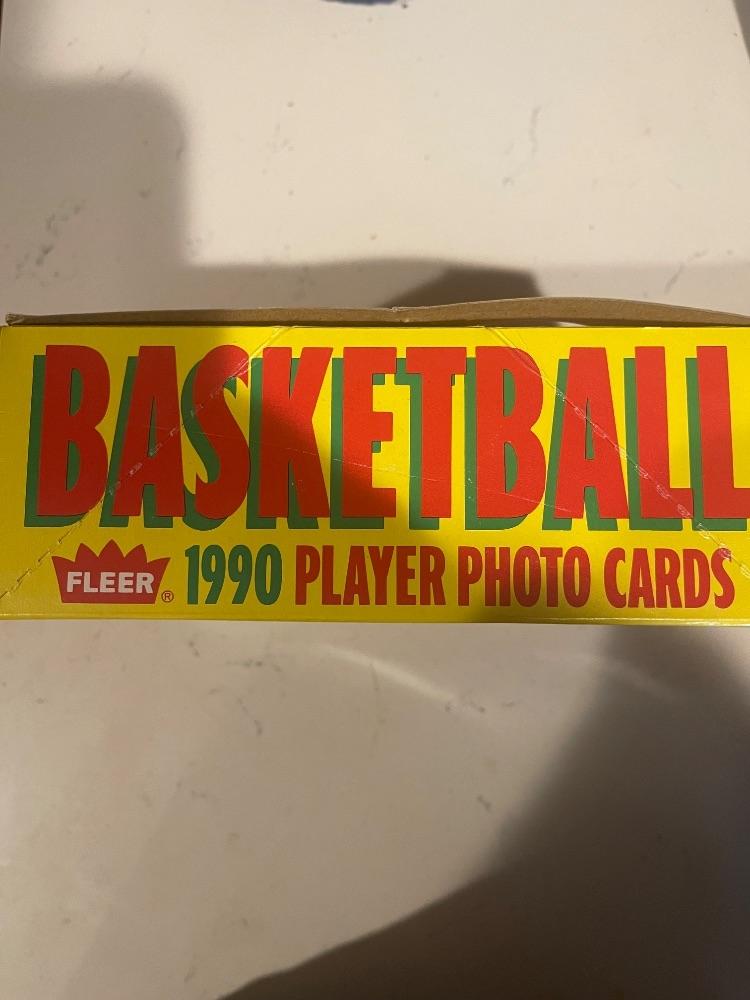 BASKETBALL
FLEER® 1990 PLAYER PHOTO CARDS